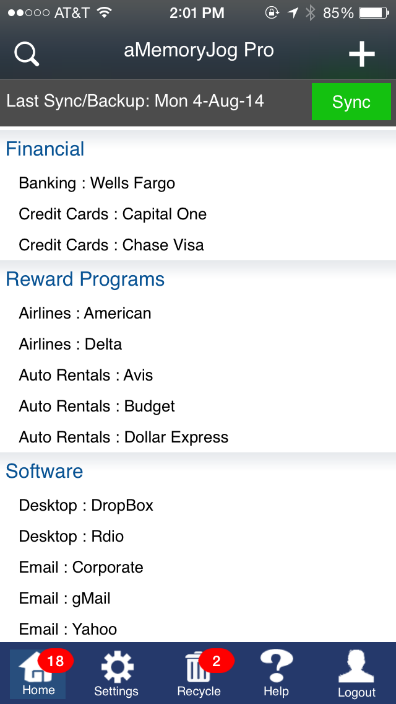 AT&T 2:01 PM 85%
aMemoryJog Pro
Last Sync/Backup: Mon 4-Aug-14 Sync
Financial
Banking : Wells Fargo
Credit Cards : Capital One
Credit Cards : Chase Visa
Reward Programs
Airlines : American
Airlines : Delta
Auto Rentals : Avis
Auto Rentals : Budget
Auto Rentals : Dollar Express
Software
Desktop : DropBox
Desktop : Rdio
Email : Corporate
Email : gMail
Email : Yahoo
18 2
Home Settings Recycle Help Logout